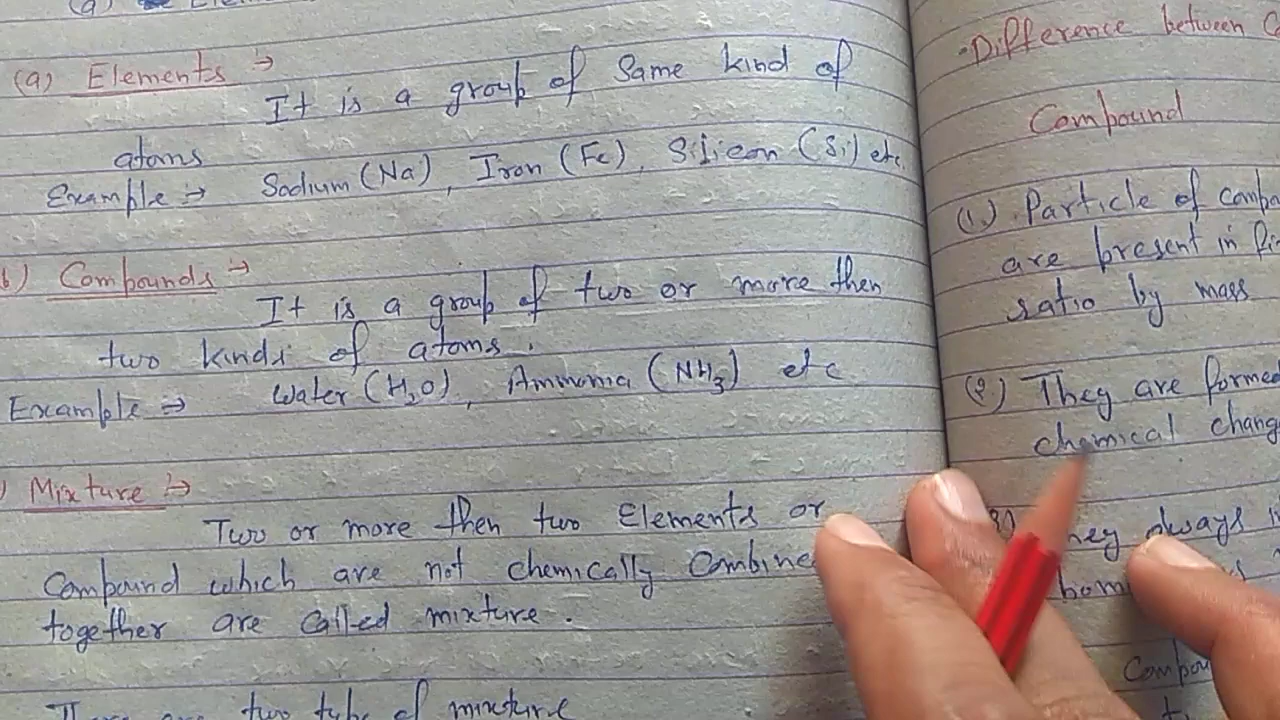 (a) Elements →
It is a group of same kind of
atoms
Example → Sodium (Na), Iron (Fe), Silicon (Si) etc.
b) Compounds →
It is a group of two or more then
two kinds of atoms.
Example → Water (H₂O), Ammonia (NH₃) etc
) Mixture →
Two or more then two Elements or
Compound which are not chemically Combine
together are called mixture.
two type of mixture
Difference between
Compound
(1.) Particle of
are present in
ratio by mass
(2.) They are formed
chemical chang
always